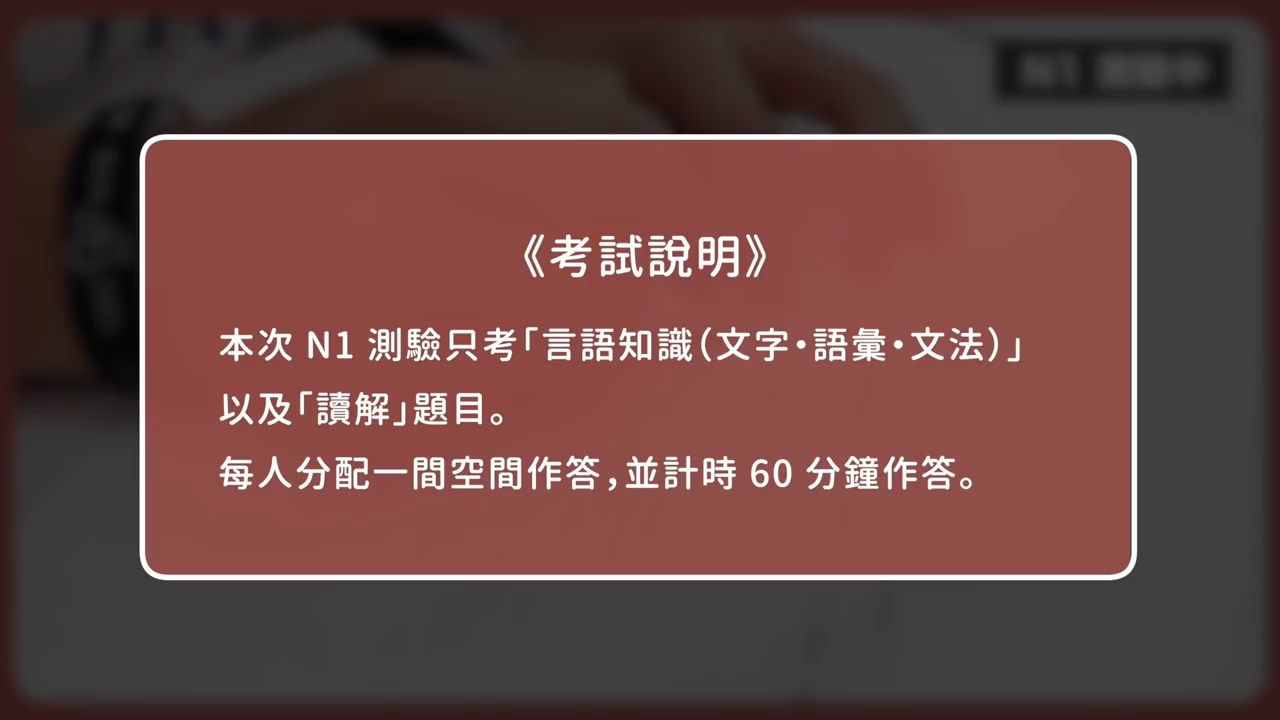 《考試說明》
本次 N1 測驗只考「言語知識（文字・語彙・文法）」
以及「讀解」題目。
每人分配一間空間作答，並計時 60 分鐘作答。